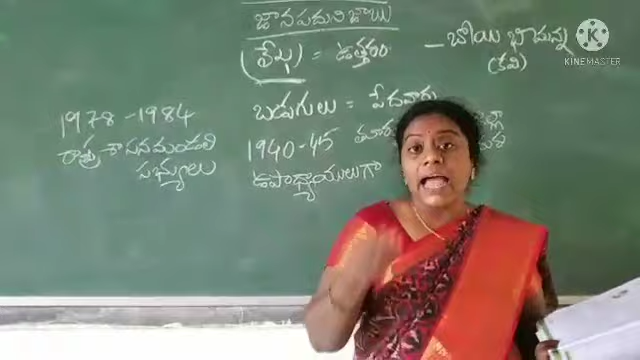 జానపదుని జాబు
(లేఖ) = ఉత్తరం
– బోయి భీమన్న
(కవి)
KINEMASTER
బడుగులు = పేదవారు
1940-45
ఉపాధ్యాయులుగా
1978-1984
రాష్ట్ర శాసనమండలి
సభ్యులు